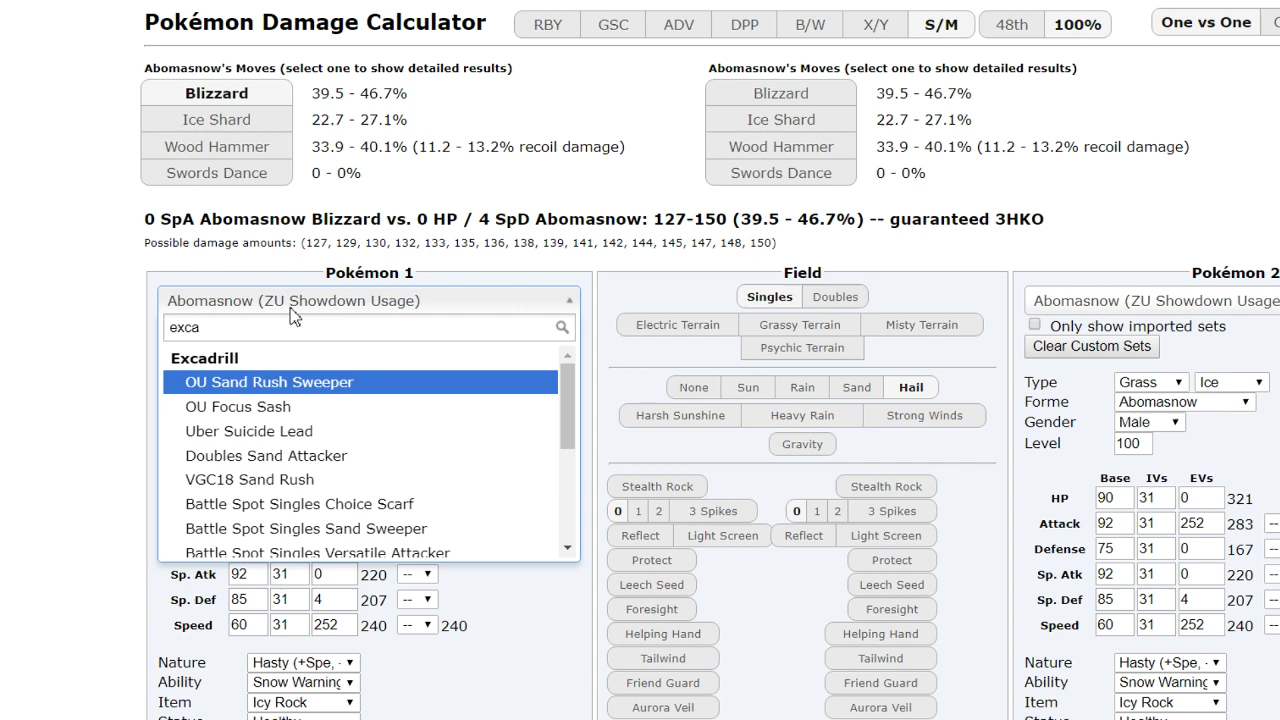 Pokémon Damage Calculator RBY GSC ADV DPP B/W X/Y S/M 48th 100% One vs One
Abomasnow's Moves (select one to show detailed results) Abomasnow's Moves (select one to show detailed results)
Blizzard 39.5 - 46.7% Blizzard 39.5 - 46.7%
Ice Shard 22.7 - 27.1% Ice Shard 22.7 - 27.1%
Wood Hammer 33.9 - 40.1% (11.2 - 13.2% recoil damage) Wood Hammer 33.9 - 40.1% (11.2 - 13.2% recoil damage)
Swords Dance 0 - 0% Swords Dance 0 - 0%
0 SpA Abomasnow Blizzard vs. 0 HP / 4 SpD Abomasnow: 127-150 (39.5 - 46.7%) -- guaranteed 3HKO
Possible damage amounts: (127, 129, 130, 132, 133, 135, 136, 138, 139, 141, 142, 144, 145, 147, 148, 150)
Pokémon 1
Abomasnow (ZU Showdown Usage)
exca
Excadrill
OU Sand Rush Sweeper
OU Focus Sash
Uber Suicide Lead
Doubles Sand Attacker
VGC18 Sand Rush
Battle Spot Singles Choice Scarf
Battle Spot Singles Sand Sweeper
Battle Spot Singles Versatile Attacker
Sp. Atk 92 31 0 220 --
Sp. Def 85 31 4 207 --
Speed 60 31 252 240 -- 240
Nature Hasty (+Spe, -
Ability Snow Warning
Item Icy Rock
Status Healthy
Field
Singles Doubles
Electric Terrain Grassy Terrain Misty Terrain
Psychic Terrain
None Sun Rain Sand Hail
Harsh Sunshine Heavy Rain Strong Winds
Gravity
Stealth Rock Stealth Rock
0 1 2 3 Spikes 0 1 2 3 Spikes
Reflect Light Screen Reflect Light Screen
Protect Protect
Leech Seed Leech Seed
Foresight Foresight
Helping Hand Helping Hand
Tailwind Tailwind
Friend Guard Friend Guard
Aurora Veil Aurora Veil
Pokémon 2
Abomasnow (ZU Showdown Usage
Only show imported sets
Clear Custom Sets
Type Grass Ice
Forme Abomasnow
Gender Male
Level 100
Base IVs EVs
HP 90 31 0 321
Attack 92 31 252 283 --
Defense 75 31 0 167 --
Sp. Atk 92 31 0 220 --
Sp. Def 85 31 4 207 --
Speed 60 31 252 240 --
Nature Hasty (+Spe, -
Ability Snow Warning
Item Icy Rock